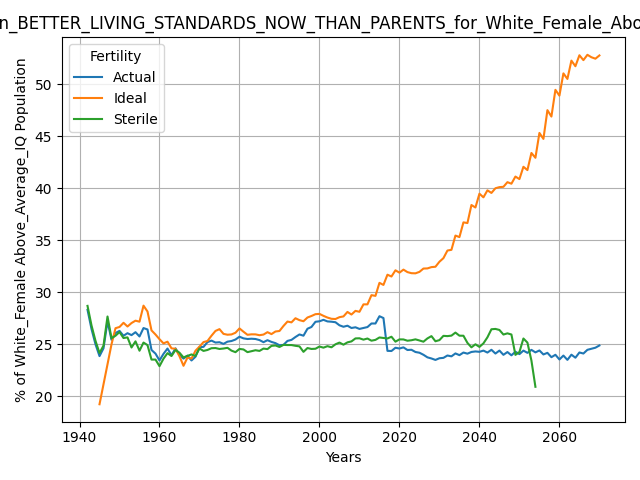 n_BETTER_LIVING_STANDARDS_NOW_THAN_PARENTS_for_White_Female_Abo
Fertility
Actual
Ideal
Sterile
% of White_Female Above_Average_IQ Population
50
45
40
35
30
25
20
1940
1960
1980
2000
2020
2040
2060
Years